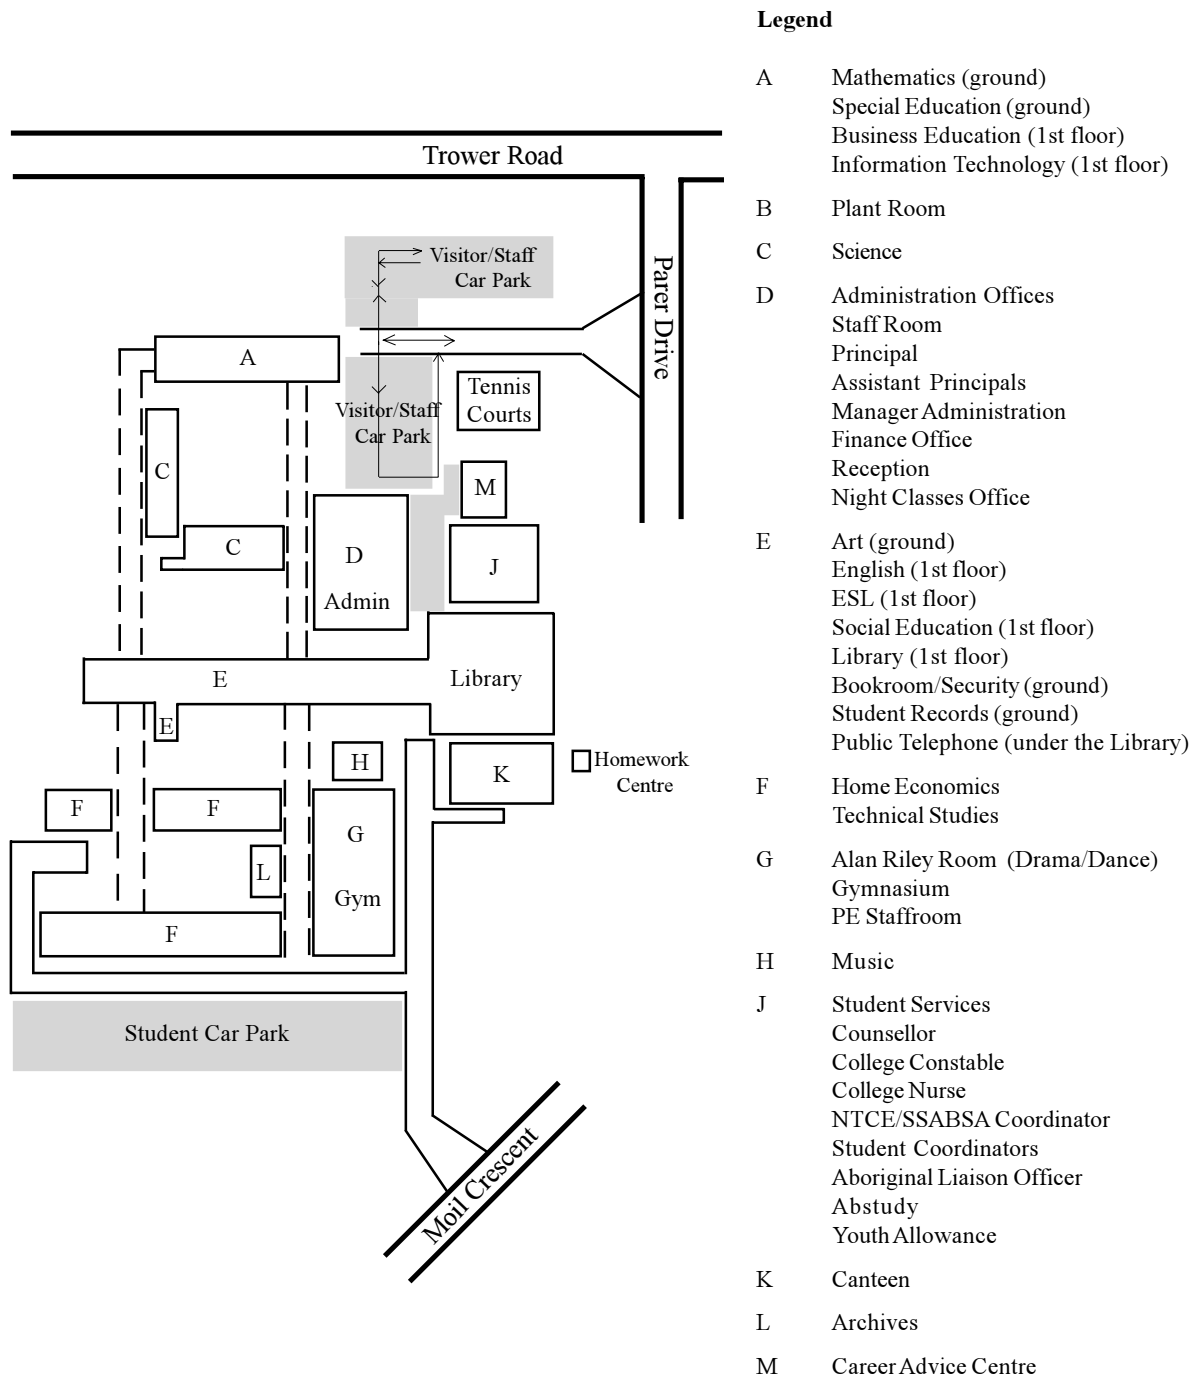 Legend
A Mathematics (ground)
Special Education (ground)
Business Education (1st floor)
Information Technology (1st floor)
B Plant Room
C Science
D Administration Offices
Staff Room
Principal
Assistant Principals
Manager Administration
Finance Office
Reception
Night Classes Office
E Art (ground)
English (1st floor)
ESL (1st floor)
Social Education (1st floor)
Library (1st floor)
Bookroom/Security (ground)
Student Records (ground)
Public Telephone (under the Library)
F Home Economics
Technical Studies
G Alan Riley Room (Drama/Dance)
Gymnasium
PE Staffroom
H Music
J Student Services
Counsellor
College Constable
College Nurse
NTCE/SSABSA Coordinator
Student Coordinators
Aboriginal Liaison Officer
Abstudy
Youth Allowance
K Canteen
L Archives
M Career Advice Centre
Trower Road
Parer Drive
Visitor/Staff
Car Park
A
Tennis
Courts
Visitor/Staff
Car Park
C
M
C
D
Admin
J
E
Library
E
H
K
Homework
Centre
F
F
G
L
Gym
F
Student Car Park
Moil Crescent